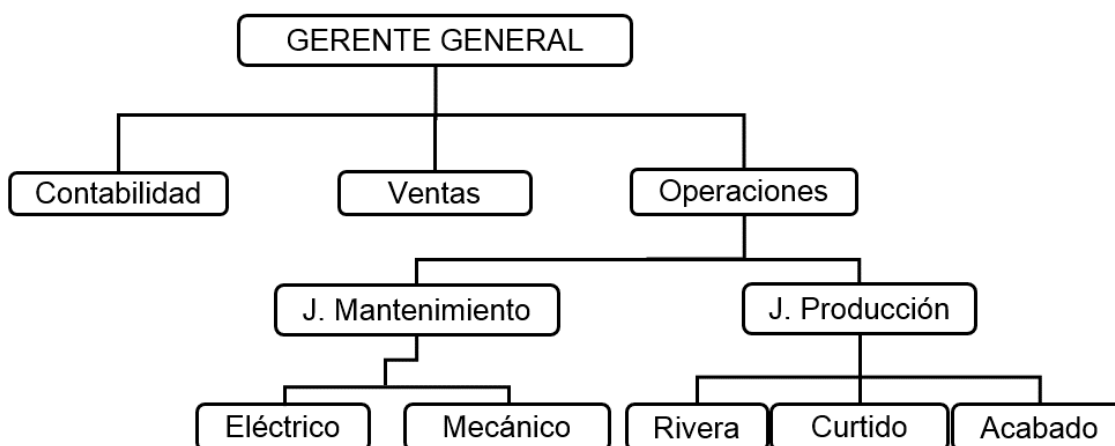 GERENTE GENERAL
Contabilidad
Ventas
Operaciones
J. Mantenimiento
J. Producción
Eléctrico
Mecánico
Rivera
Curtido
Acabado